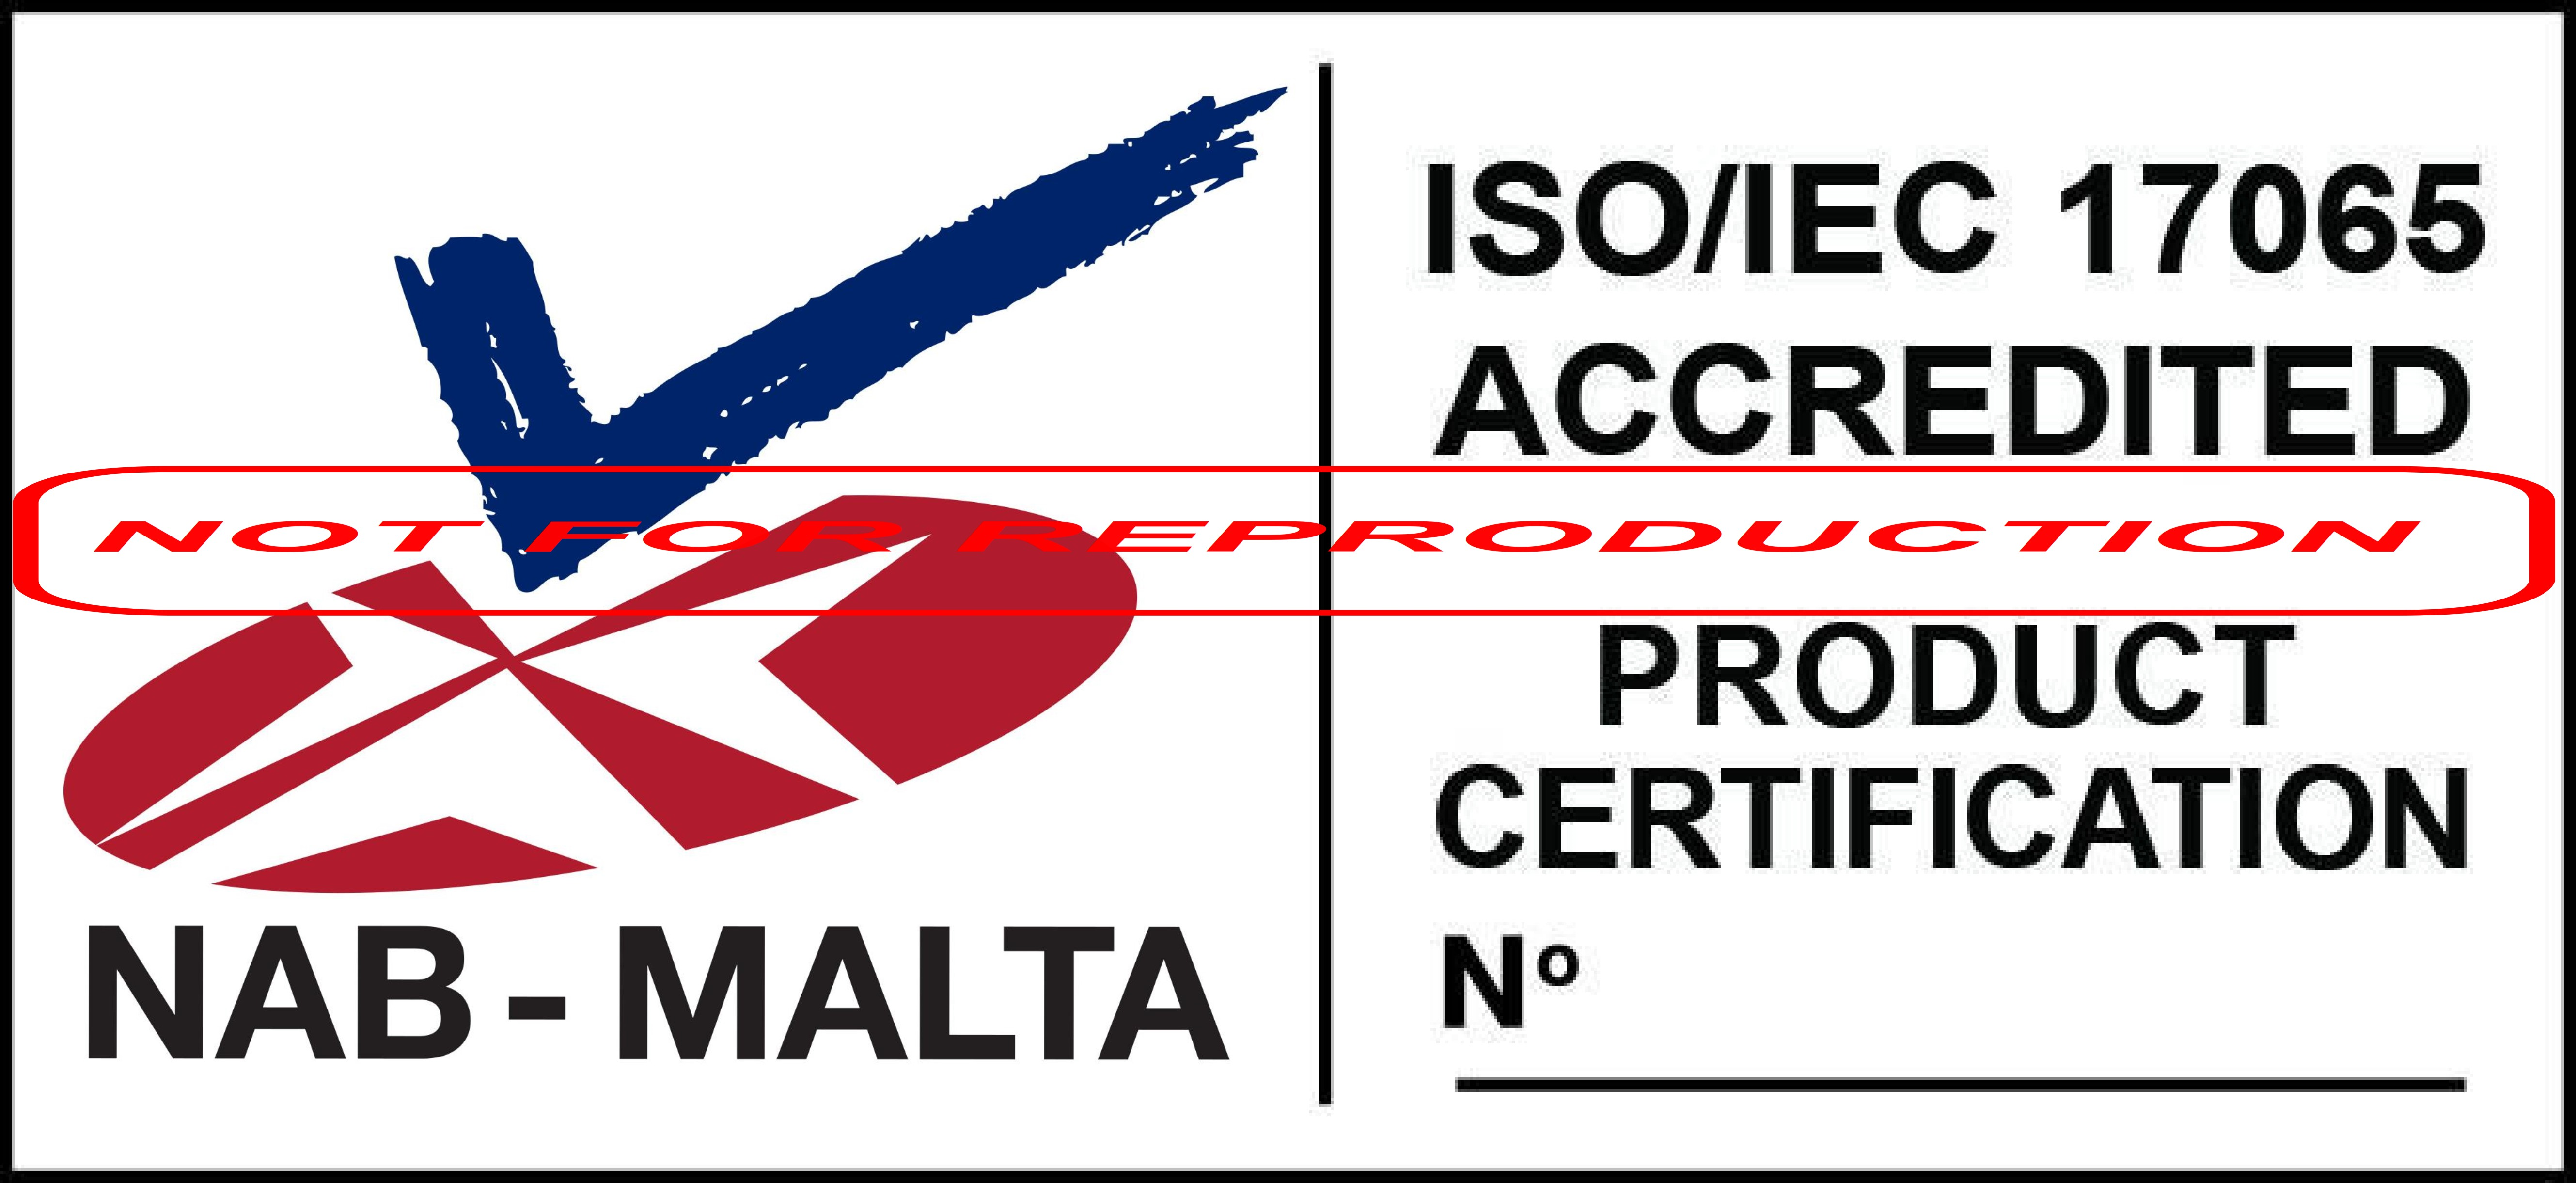 ISO/IEC 17065
ACCREDITED
NOT FOR REPRODUCTION
PRODUCT
CERTIFICATION
Nº
NAB - MALTA